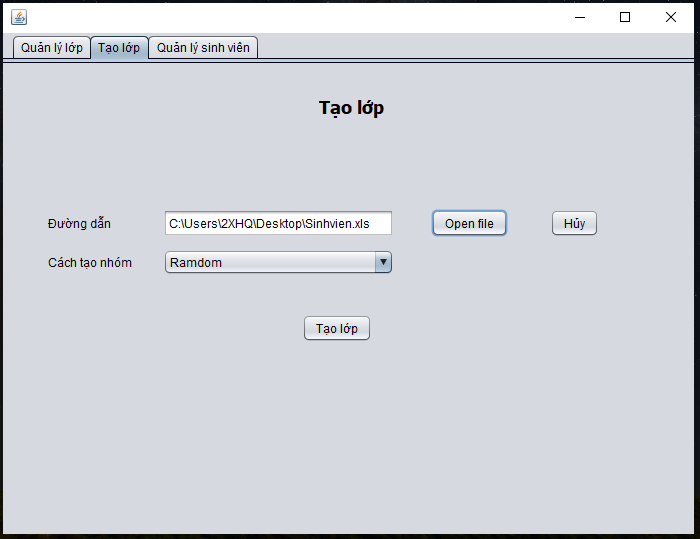 Quản lý lớp Tạo lớp Quản lý sinh viên
Tạo lớp
Đường dẫn C:\Users\2XHQ\Desktop\Sinhvien.xls Open file Hủy
Cách tạo nhóm Ramdom
Tạo lớp